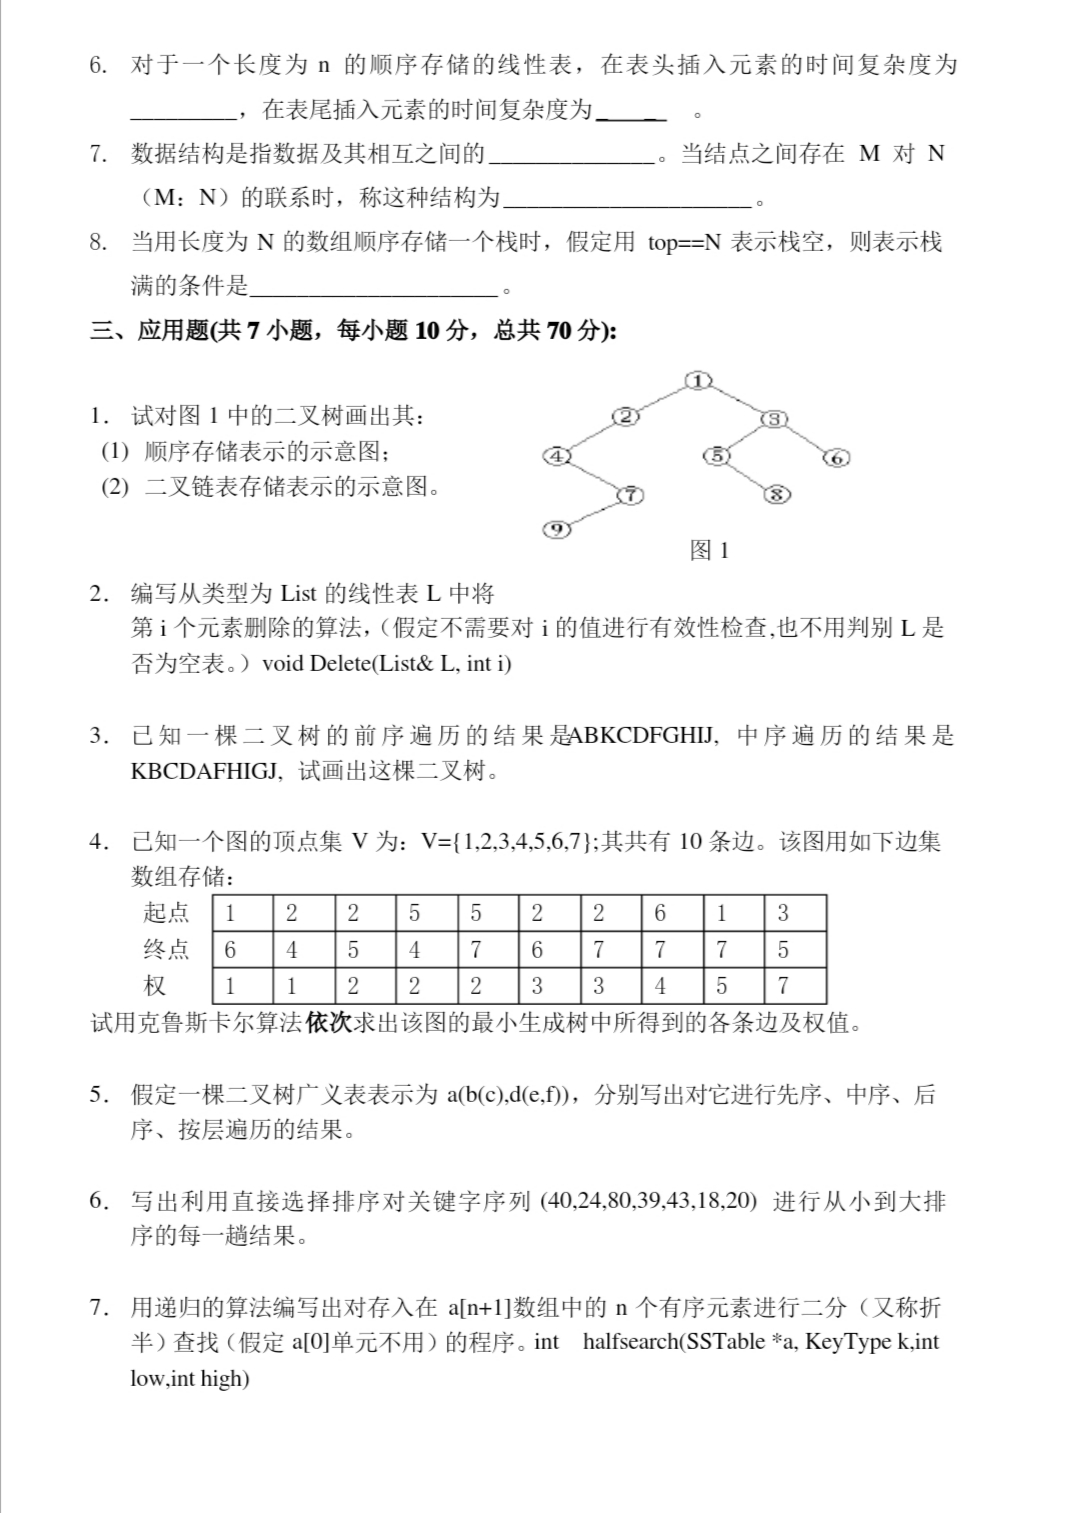 6. 对于一个长度为 n 的顺序存储的线性表，在表头插入元素的时间复杂度为
_________，在表尾插入元素的时间复杂度为______ 。
7. 数据结构是指数据及其相互之间的______________。当结点之间存在 M 对 N
（M：N）的联系时，称这种结构为_____________________。
8. 当用长度为 N 的数组顺序存储一个栈时，假定用 top==N 表示栈空，则表示栈
满的条件是_____________________。
三、应用题(共 7 小题，每小题 10 分，总共 70 分):
1. 试对图 1 中的二叉树画出其：
(1) 顺序存储表示的示意图；
(2) 二叉链表存储表示的示意图。
①
② ③
④ ⑤ ⑥
⑦ ⑧
⑨
图 1
2. 编写从类型为 List 的线性表 L 中将
第 i 个元素删除的算法，（假定不需要对 i 的值进行有效性检查,也不用判别 L 是
否为空表。）void Delete(List& L, int i)
3. 已知一棵二叉树的前序遍历的结果是ABKCDFGHIJ, 中序遍历的结果是
KBCDAFHIGJ, 试画出这棵二叉树。
4. 已知一个图的顶点集 V 为：V={1,2,3,4,5,6,7};其共有 10 条边。该图用如下边集
数组存储：
起点 1 2 2 5 5 2 2 6 1 3
终点 6 4 5 4 7 6 7 7 7 5
权 1 1 2 2 2 3 3 4 5 7
试用克鲁斯卡尔算法依次求出该图的最小生成树中所得到的各条边及权值。
5. 假定一棵二叉树广义表表示为 a(b(c),d(e,f))，分别写出对它进行先序、中序、后
序、按层遍历的结果。
6. 写出利用直接选择排序对关键字序列 (40,24,80,39,43,18,20) 进行从小到大排
序的每一趟结果。
7. 用递归的算法编写出对存入在 a[n+1]数组中的 n 个有序元素进行二分（又称折
半）查找（假定 a[0]单元不用）的程序。int halfsearch(SSTable *a, KeyType k,int
low,int high)